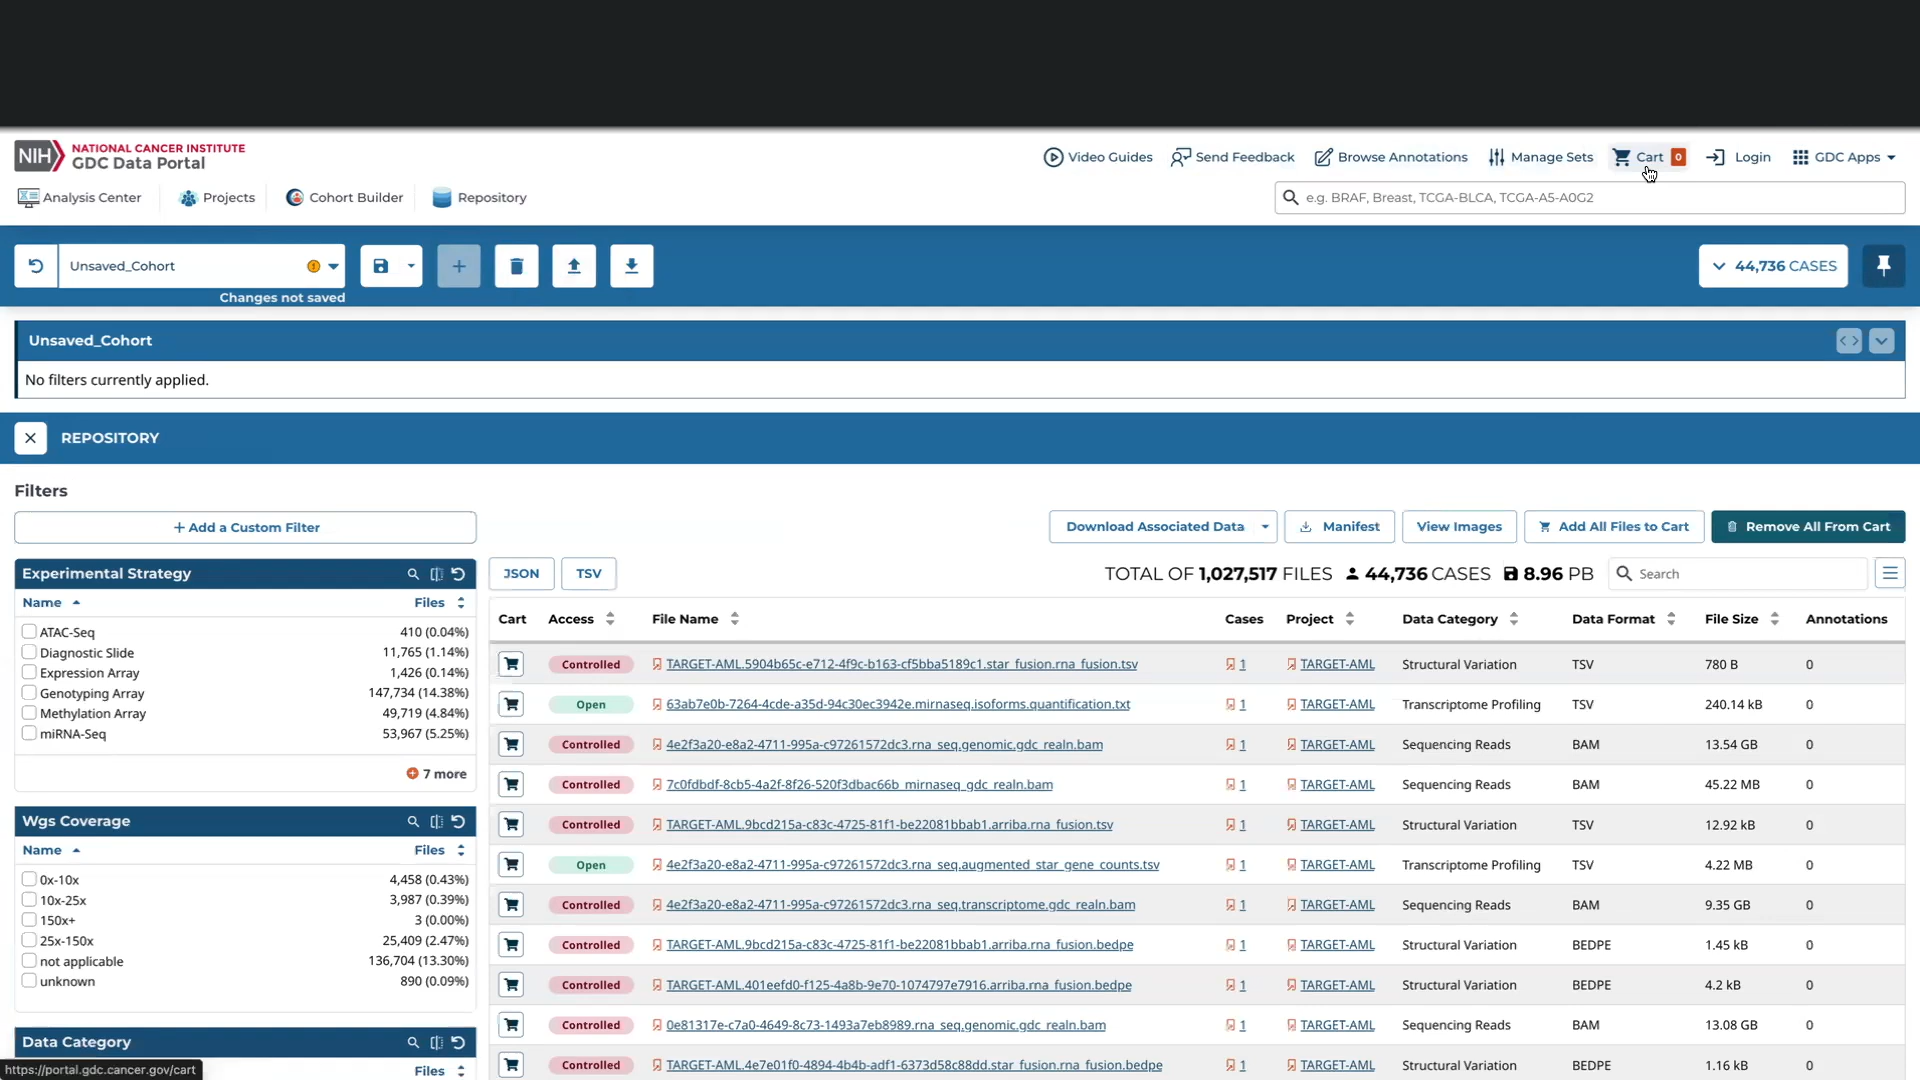 NIH NATIONAL CANCER INSTITUTE
GDC Data Portal
Video Guides Send Feedback Browse Annotations Manage Sets Cart 0 Login GDC Apps
Analysis Center Projects Cohort Builder Repository
e.g. BRAF, Breast, TCGA-BLCA, TCGA-A5-A0G2
Unsaved_Cohort
44,736 CASES
Changes not saved
Unsaved_Cohort
No filters currently applied.
REPOSITORY
Filters
+ Add a Custom Filter
Download Associated Data Manifest View Images Add All Files to Cart Remove All From Cart
Experimental Strategy
Name Files
ATAC-Seq 410 (0.04%)
Diagnostic Slide 11,765 (1.14%)
Expression Array 1,426 (0.14%)
Genotyping Array 147,734 (14.38%)
Methylation Array 49,719 (4.84%)
miRNA-Seq 53,967 (5.25%)
7 more
Wgs Coverage
Name Files
0x-10x 4,458 (0.43%)
10x-25x 3,987 (0.39%)
150x+ 3 (0.00%)
25x-150x 25,409 (2.47%)
not applicable 136,704 (13.30%)
unknown 890 (0.09%)
Data Category
Files
JSON TSV TOTAL OF 1,027,517 FILES 44,736 CASES 8.96 PB Search
Cart Access File Name Cases Project Data Category Data Format File Size Annotations
Controlled TARGET-AML.5904b65c-e712-4f9c-b163-cf5bba5189c1.star_fusion.rna_fusion.tsv 1 TARGET-AML Structural Variation TSV 780 B 0
Open 63ab7e0b-7264-4cde-a35d-94c30ec3942e.mirnaseq.isoforms.quantification.txt 1 TARGET-AML Transcriptome Profiling TSV 240.14 kB 0
Controlled 4e2f3a20-e8a2-4711-995a-c97261572dc3.rna_seq.genomic.gdc_realn.bam 1 TARGET-AML Sequencing Reads BAM 13.54 GB 0
Controlled 7c0fdbdf-8cb5-4a2f-8f26-520f3dbac66b_mirnaseq_gdc_realn.bam 1 TARGET-AML Sequencing Reads BAM 45.22 MB 0
Controlled TARGET-AML.9bcd215a-c83c-4725-81f1-be22081bbab1.arriba.rna_fusion.tsv 1 TARGET-AML Structural Variation TSV 12.92 kB 0
Open 4e2f3a20-e8a2-4711-995a-c97261572dc3.rna_seq.augmented_star_gene_counts.tsv 1 TARGET-AML Transcriptome Profiling TSV 4.22 MB 0
Controlled 4e2f3a20-e8a2-4711-995a-c97261572dc3.rna_seq.transcriptome.gdc_realn.bam 1 TARGET-AML Sequencing Reads BAM 9.35 GB 0
Controlled TARGET-AML.9bcd215a-c83c-4725-81f1-be22081bbab1.arriba.rna_fusion.bedpe 1 TARGET-AML Structural Variation BEDPE 1.45 kB 0
Controlled TARGET-AML.401eefd0-f125-4a8b-9e70-1074797e7916.arriba.rna_fusion.bedpe 1 TARGET-AML Structural Variation BEDPE 4.2 kB 0
Controlled 0e81317e-c7a0-4649-8c73-1493a7eb8989.rna_seq.genomic.gdc_realn.bam 1 TARGET-AML Sequencing Reads BAM 13.08 GB 0
Controlled TARGET-AML.4e7e01f0-4894-4b4b-adf1-6373d58c88dd.star_fusion.rna_fusion.bedpe 1 TARGET-AML Structural Variation BEDPE 1.16 kB 0
https://portal.gdc.cancer.gov/cart